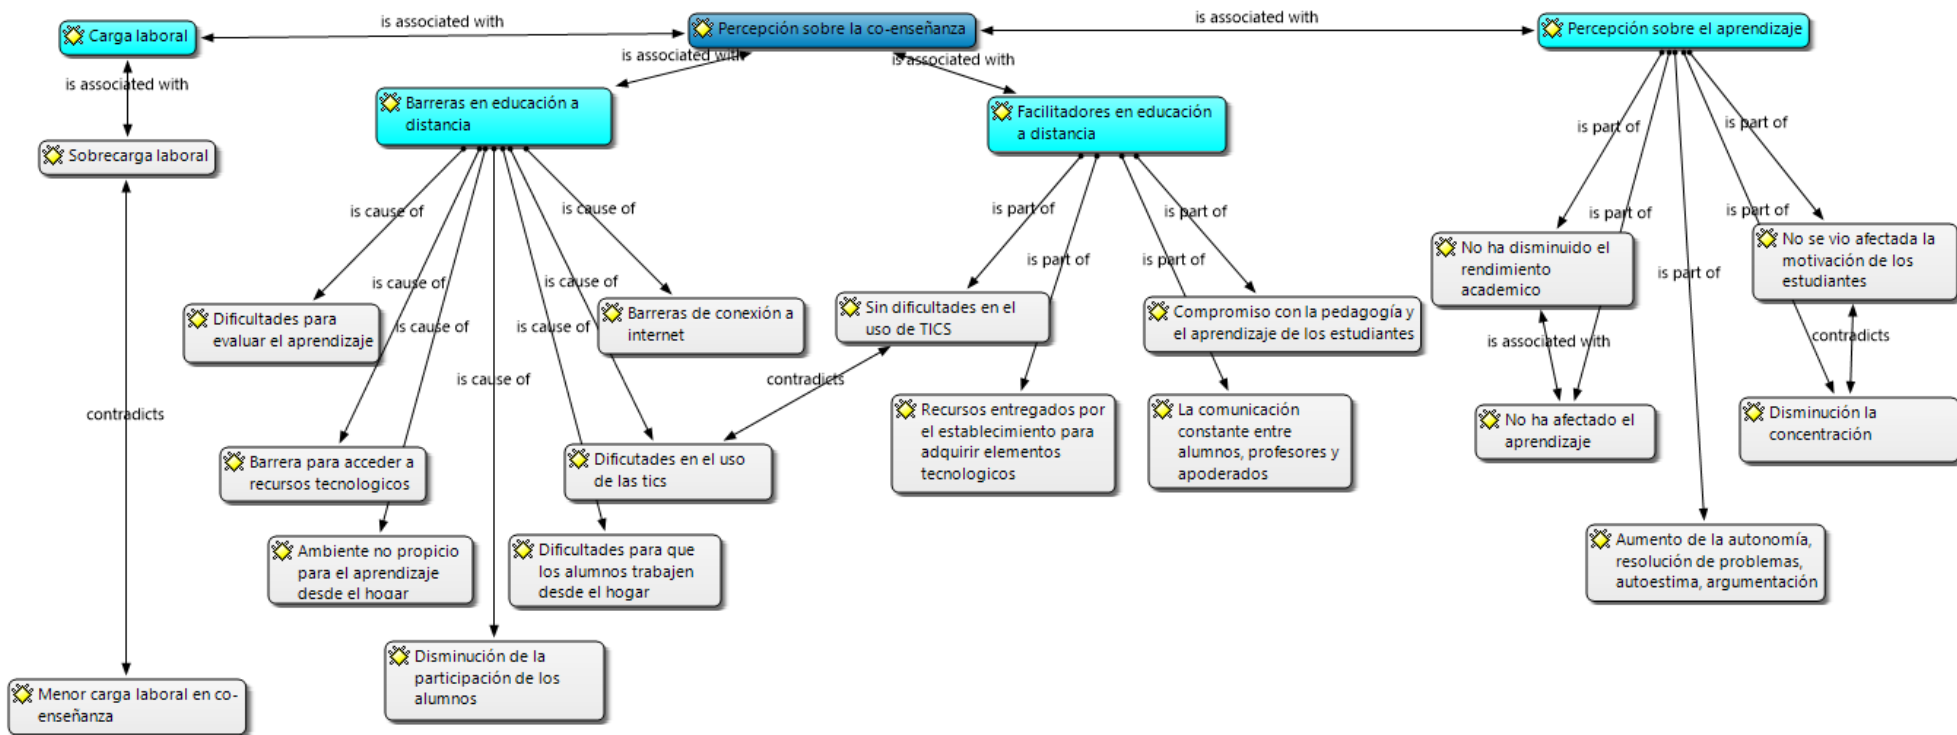 is associated with
Percepción sobre la co-enseñanza
is associated with
Carga laboral
Percepción sobre el aprendizaje
is associated with
is associated with
is associated with
Barreras en educación a
distancia
Facilitadores en educación
a distancia
Sobrecarga laboral
is part of
is part of
is cause of
is cause of
is part of
is part of
is part of
is part of
No ha disminuido el
rendimiento
academico
No se vio afectada la
motivación de los
estudiantes
is cause of
is cause of
is part of
is part of
is part of
Dificultades para
evaluar el aprendizaje
is cause of
is cause of
Barreras de conexión a
internet
Sin dificultades en el
uso de TICS
Compromiso con la pedagogía y
el aprendizaje de los estudiantes
is associated with
contradicts
is cause of
contradicts
contradicts
Recursos entregados por
el establecimiento para
adquirir elementos
tecnologicos
La comunicación
constante entre
alumnos, profesores y
apoderados
No ha afectado el
aprendizaje
Disminución la
concentración
Barrera para acceder a
recursos tecnologicos
Dificutades en el uso
de las tics
Ambiente no propicio
para el aprendizaje
desde el hogar
Dificultades para que
los alumnos trabajen
desde el hogar
Aumento de la autonomía,
resolución de problemas,
autoestima, argumentación
Disminución de la
participación de los
alumnos
Menor carga laboral en co-
enseñanza